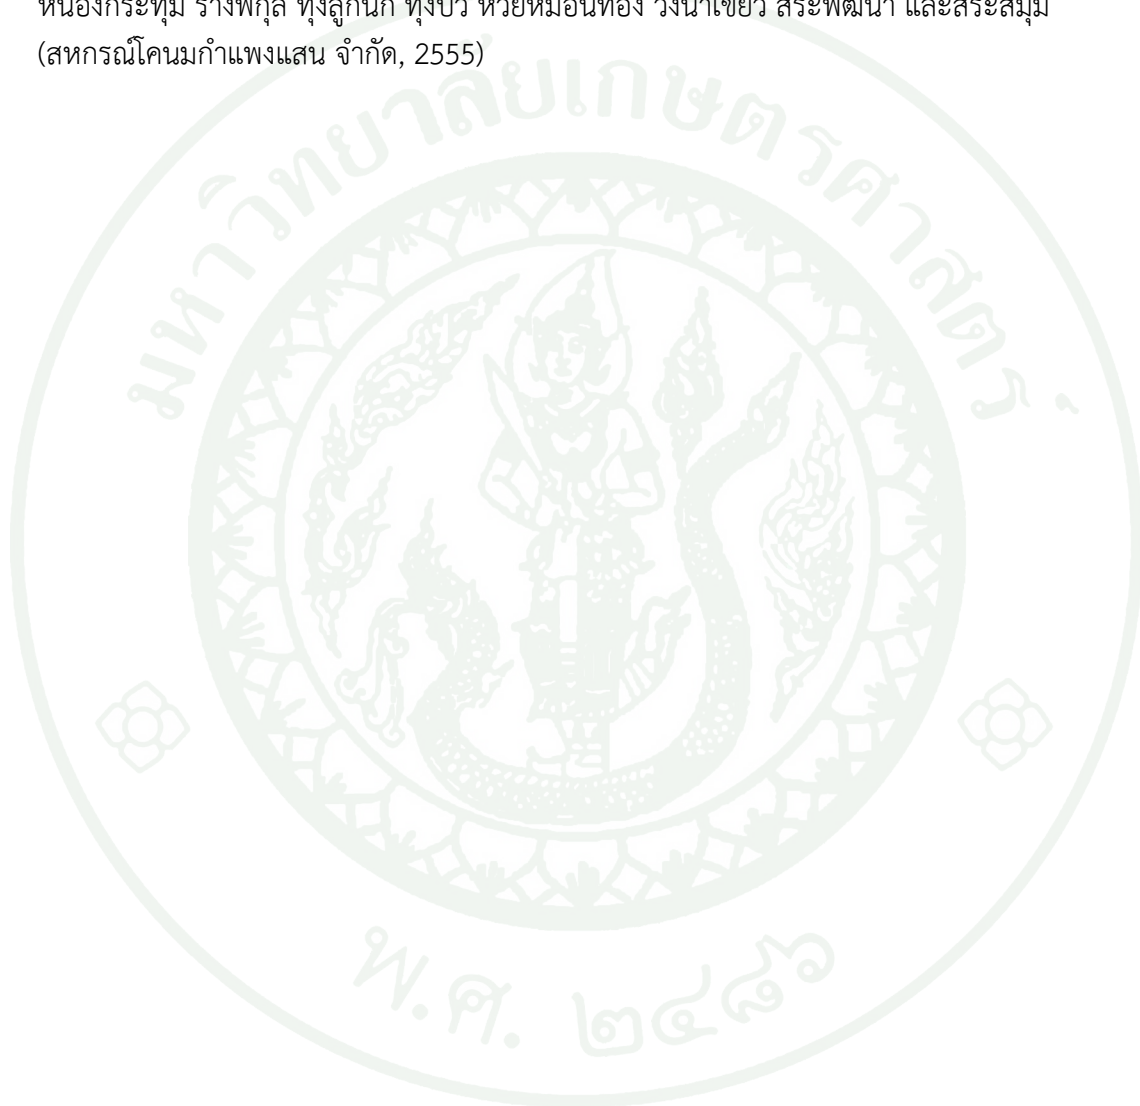 หนองกระทุ่ม รางพิกุล ทุ่งลูกนก ทุ่งบัว ห้วยหมอนทอง วังน้ำเขียว สระพัฒนา และสระสี่มุม
(สหกรณ์โคนมกำแพงแสน จำกัด, 2555)
มหาวิทยาลัยเกษตรศาสตร์
พ.ศ. ๒๔๘๖